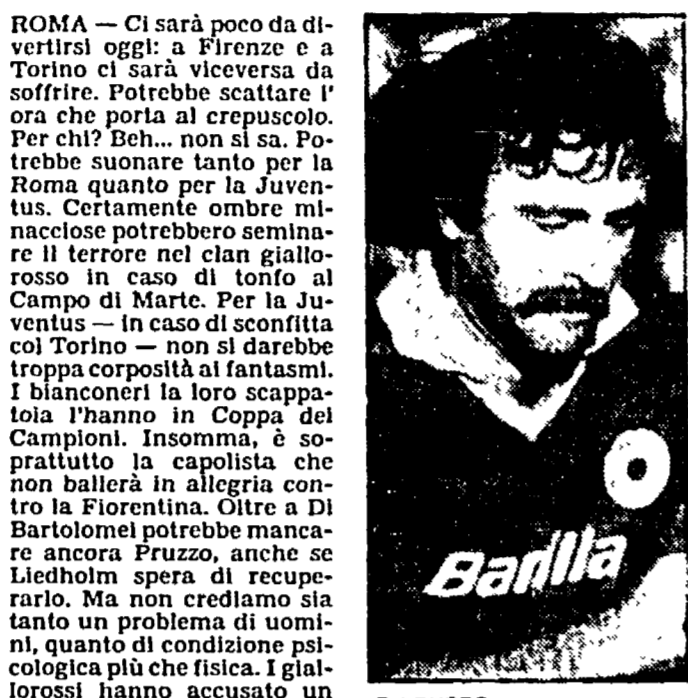 ROMA — Ci sarà poco da di-
vertirsi oggi: a Firenze e a
Torino ci sarà viceversa da
soffrire. Potrebbe scattare l'
ora che porta al crepuscolo.
Per chi? Beh... non si sa. Po-
trebbe suonare tanto per la
Roma quanto per la Juven-
tus. Certamente ombre mi-
nacciose potrebbero semina-
re il terrore nel clan giallo-
rosso in caso di tonfo al
Campo di Marte. Per la Ju-
ventus — in caso di sconfitta
col Torino — non si darebbe
troppa corposità ai fantasmi.
I bianconeri la loro scappa-
toia l'hanno in Coppa dei
Campioni. Insomma, è so-
prattutto la capolista che
non ballerà in allegria con-
tro la Fiorentina. Oltre a Di
Bartolomei potrebbe manca-
re ancora Pruzzo, anche se
Liedholm spera di recupe-
rarlo. Ma non crediamo sia
tanto un problema di uomi-
ni, quanto di condizione psi-
cologica più che fisica. I gial-
lorossi hanno accusato un
Barilla